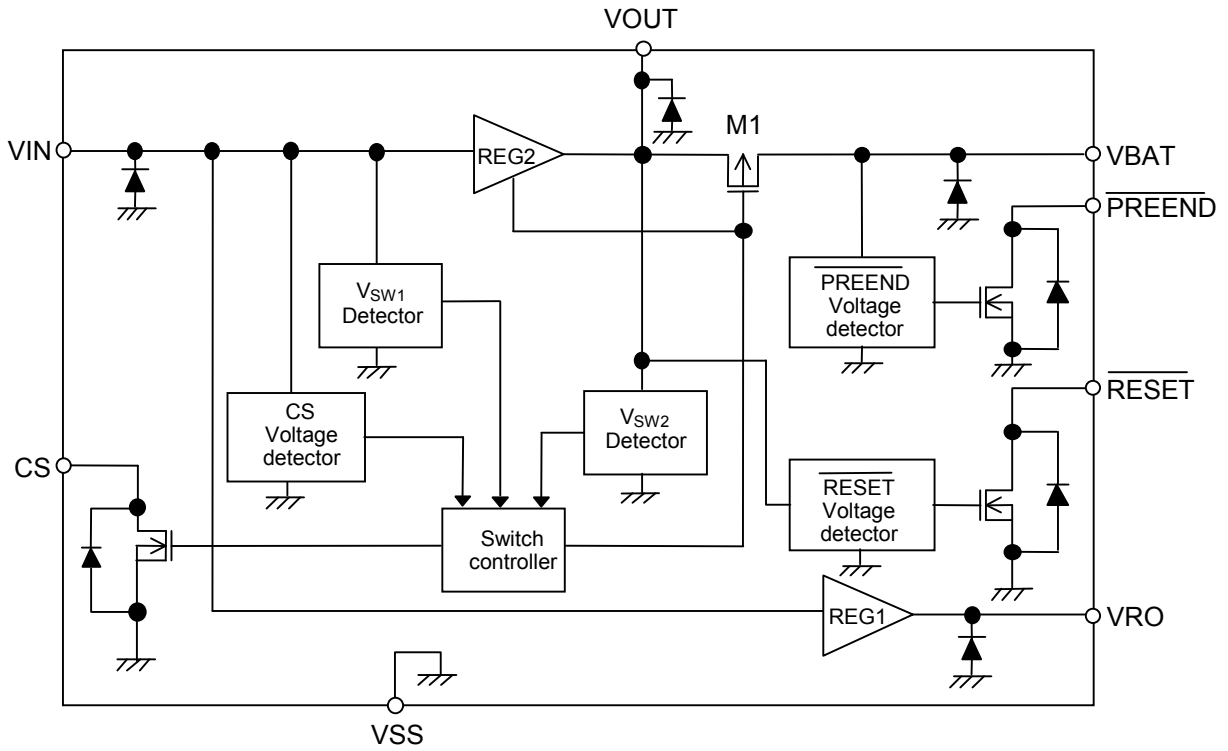 VOUT
M1
VIN
REG2
VBAT
PREEND
VSW1
Detector
PREEND
Voltage
detector
CS
Voltage
detector
VSW2
Detector
RESET
CS
RESET
Voltage
detector
Switch
controller
REG1
VRO
VSS